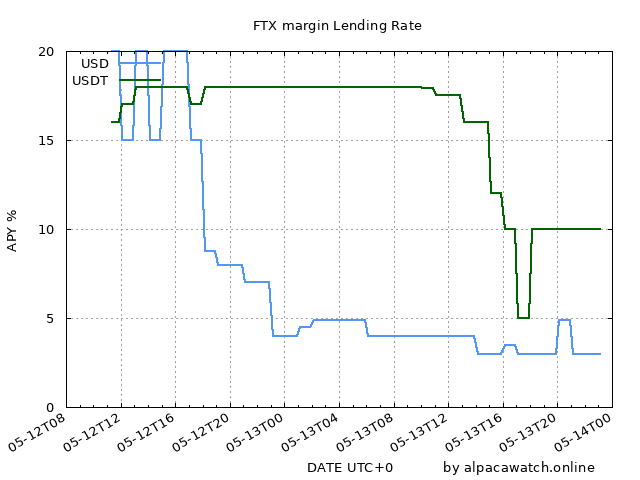 FTX margin Lending Rate
20
15
10
5
0
APY %
USD
USDT
05-12T08
05-12T12
05-12T16
05-12T20
05-13T00
05-13T04
05-13T08
05-13T12
05-13T16
05-13T20
05-14T00
DATE UTC+0
by alpacawatch.online